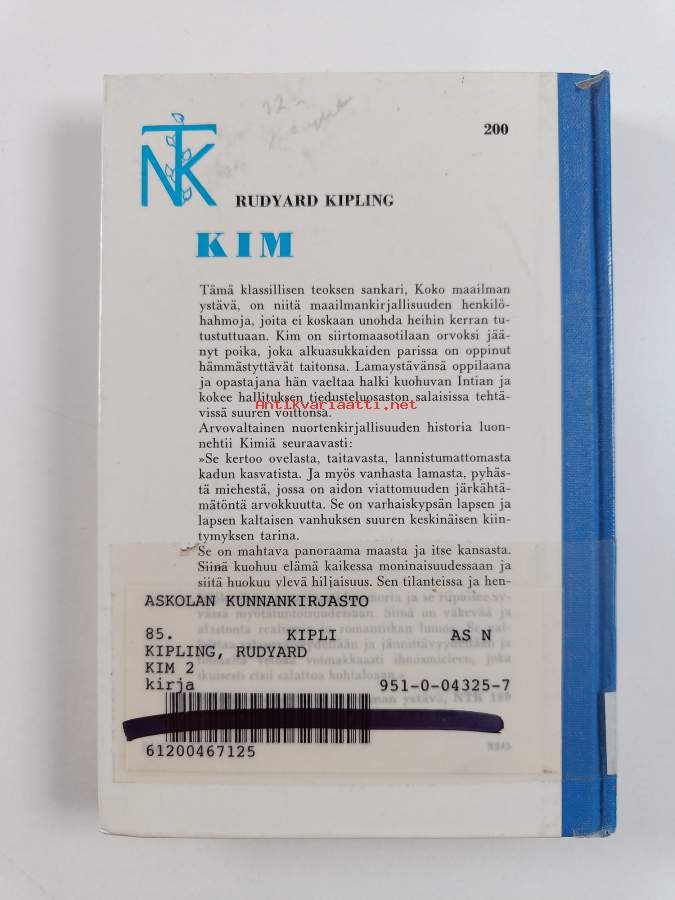 NTK
200
RUDYARD KIPLING
KIM
Tämä klassillisen teoksen sankari, Koko maailman
ystävä, on niitä maailmankirjallisuuden henkilö-
hahmoja, joita ei koskaan unohda heihin kerran tu-
tustuttuaan. Kim on siirtomaasotilaan orvoksi jää-
nyt poika, joka alkuasukkaiden parissa on oppinut
hämmästyttävät taitonsa. Lamaystävänsä oppilaana
ja opastajana hän vaeltaa halki kuohuvan Intian ja
kokee hallituksen tiedusteluosaston salaisissa tehtä-
vissä suuren voittonsa.
Antikvariaatti.net
Arvovaltainen nuortenkirjallisuuden historia luon-
nehtii Kimiä seuraavasti:
»Se kertoo ovelasta, taitavasta, lannistumattomasta
kadun kasvatista. Ja myös vanhasta lamasta, pyhäs-
tä miehestä, jossa on aidon viattomuuden järkähtä-
mätöntä arvokkuutta. Se on varhaiskypsän lapsen ja
lapsen kaltaisen vanhuksen suuren keskinäisen kiin-
tymyksen tarina.
Se on mahtava panoraama maasta ja itse kansasta.
Siinä kuohuu elämä kaikessa moninaisuudessaan ja
siitä huokuu ylevä hiljaisuus. Sen tilanteissa ja hen-
ASKOLAN KUNNANKIRJASTO
85. KIPLI AS N
KIPLING, RUDYARD
KIM 2
kirja 951-0-04325-7
61200467125